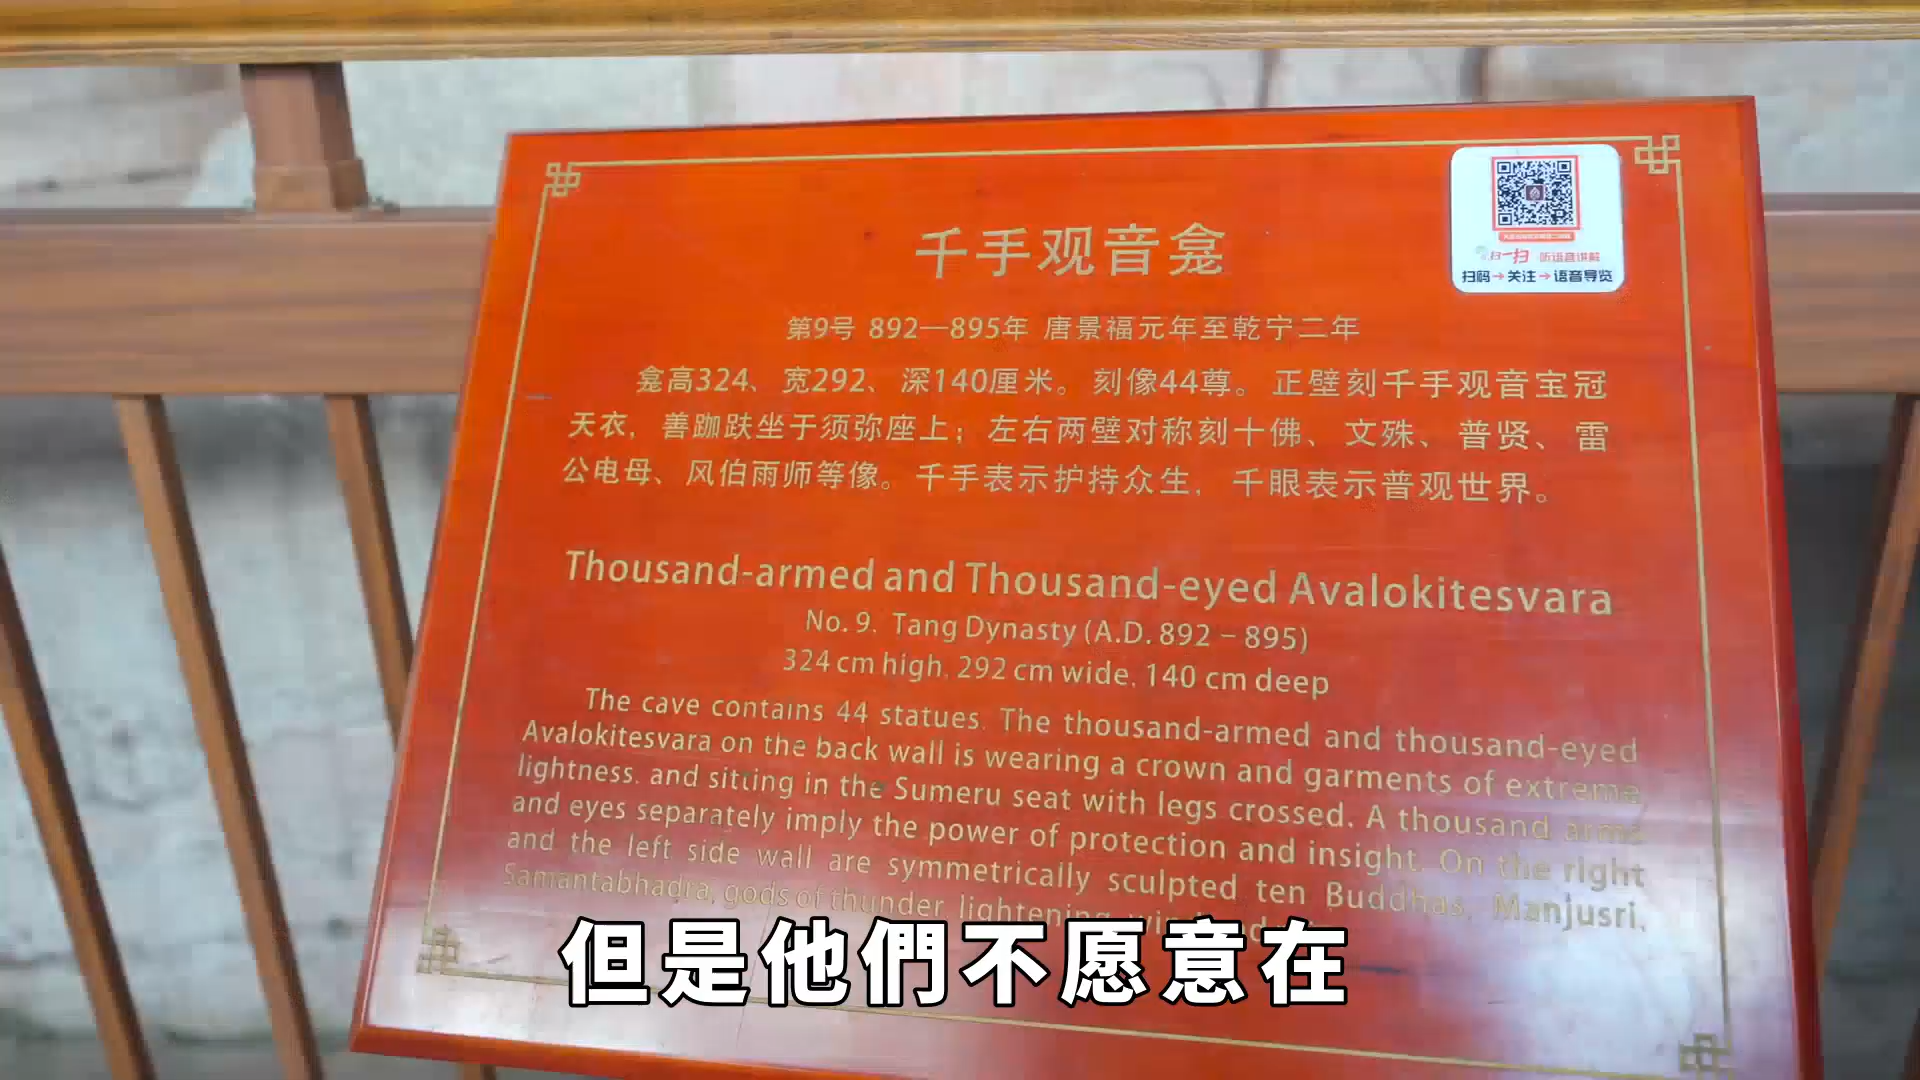 千手观音龛
扫一扫 听语音讲解
扫码→关注→语音导览
第9号 892—895年 唐景福元年至乾宁二年
龛高324、宽292、深140厘米。刻像44尊。正壁刻千手观音宝冠
天衣，善跏趺坐于须弥座上；左右两壁对称刻十佛、文殊、普贤、雷
公电母、风伯雨师等像。千手表示护持众生，千眼表示普观世界。
Thousand-armed and Thousand-eyed Avalokitesvara
No. 9. Tang Dynasty (A.D. 892 – 895)
324 cm high, 292 cm wide, 140 cm deep
The cave contains 44 statues. The thousand-armed and thousand-eyed
Avalokitesvara on the back wall is wearing a crown and garments of extreme
lightness, and sitting in the Sumeru seat with legs crossed. A thousand arms
and eyes separately imply the power of protection and insight. On the right
and the left side wall are symmetrically sculpted ten Buddhas, Manjusri,
Samantabhadra, gods of thunder, lightening
但是他們不愿意在